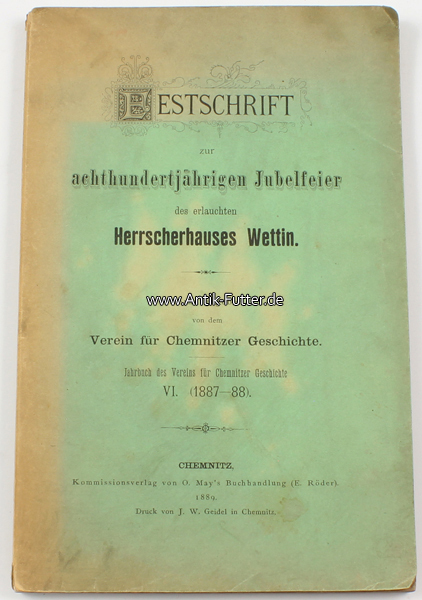 FESTSCHRIFT
zur
achthundertjährigen Jubelfeier
des erlauchten
Herrscherhauses Wettin.
www.Antik-Futter.de
von dem
Verein für Chemnitzer Geschichte.
Jahrbuch des Vereins für Chemnitzer Geschichte
VI. (1887—88).
CHEMNITZ,
Kommissionsverlag von O. May's Buchhandlung (E. Röder).
1889.
Druck von J. W. Geidel in Chemnitz.